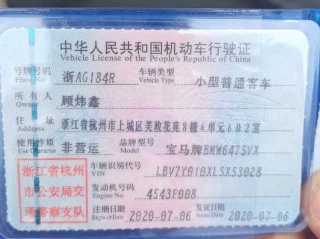 中华人民共和国机动车行驶证
Vehicle License of the People's Republic of China
号牌号码 浙AG184R 车辆类型 小型普通客车
Plate No. Vehicle Type
所有人 顾炜鑫
Owner
住址 浙江省杭州市上城区芙政花苑8幢4单元602室
Address
使用性质 非营运 品牌型号 宝马牌BMW6475VX
Use Character Model
浙江省杭州市公安局交通警察支队
车辆识别代号 LBV7Y010XLSX53028
VIN
发动机号码 4543F008
Engine No.
注册日期 2020-07-06 发证日期 2020-07-06
Register Date Issue Date